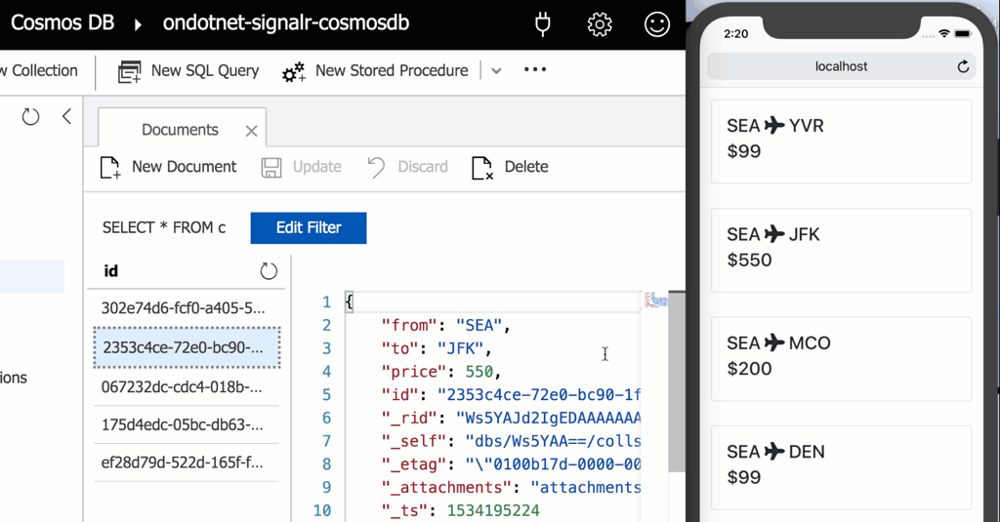 Cosmos DB ondotnet-signalr-cosmosdb
w Collection New SQL Query New Stored Procedure
Documents
New Document Update Discard Delete
SELECT * FROM c Edit Filter
id
302e74d6-fcf0-a405-5...
2353c4ce-72e0-bc90-...
067232dc-cdc4-018b-...
175d4edc-05bc-db63-...
ef28d79d-522d-165f-f...
ions
1 {
2 "from": "SEA",
3 "to": "JFK",
4 "price": 550,
5 "id": "2353c4ce-72e0-bc90-1f
6 "_rid": "Ws5YAJd2IgEDAAAAAAA
7 "_self": "dbs/Ws5YAA==/colls
8 "_etag": "\"0100b17d-0000-00
9 "_attachments": "attachments
10 "_ts": 1534195224
2:20
localhost
SEA YVR
$99
SEA JFK
$550
SEA MCO
$200
SEA DEN
$99